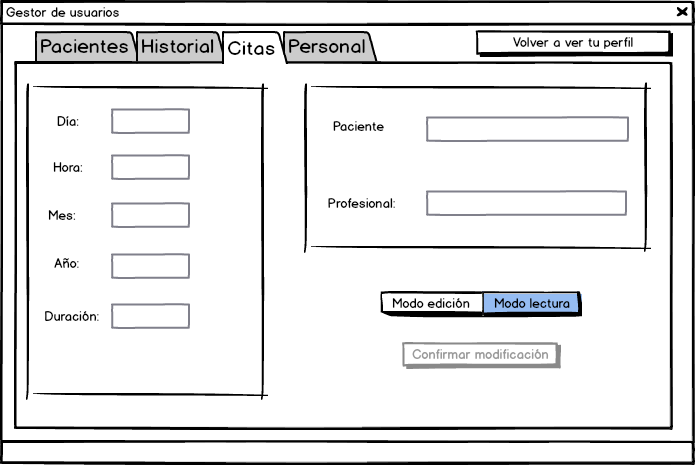 Gestor de usuarios
Pacientes Historial Citas Personal
Volver a ver tu perfil
Día:
Hora:
Mes:
Año:
Duración:
Paciente
Profesional:
Modo edición Modo lectura
Confirmar modificación